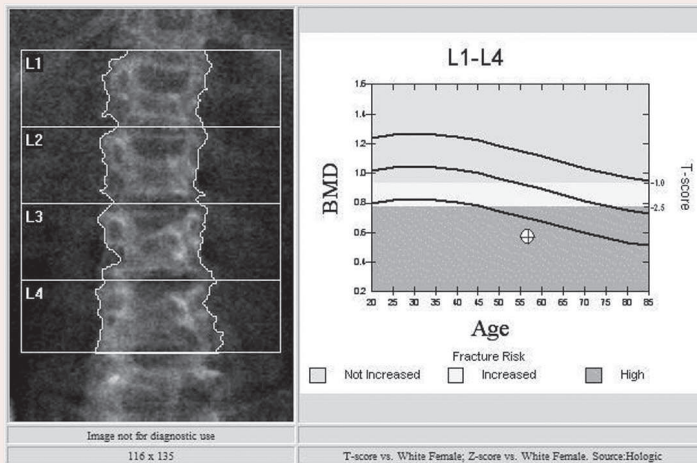 L1
L2
L3
L4
Image not for diagnostic use
116 x 135
L1-L4
BMD
1.6
1.4
1.2
1.0
0.8
0.6
0.4
0.2
-1.0
-2.5
T-score
20 25 30 35 40 45 50 55 60 65 70 75 80 85
Age
Fracture Risk
Not Increased Increased High
T-score vs. White Female; Z-score vs. White Female. Source:Hologic